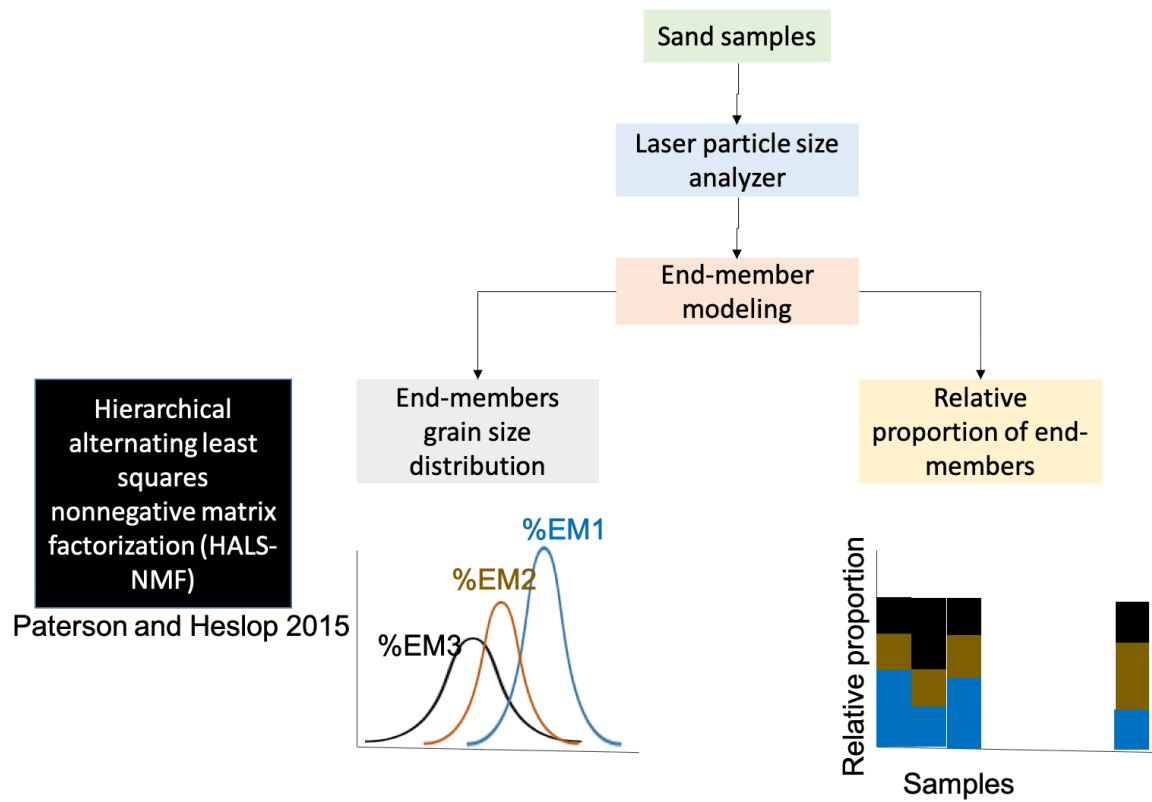 Sand samples
Laser particle size
analyzer
End-member
modeling
Hierarchical
alternating least
squares
nonnegative matrix
factorization (HALS-
NMF)
Paterson and Heslop 2015
End-members
grain size
distribution
Relative
proportion of end-
members
%EM1
%EM2
%EM3
Relative proportion
Samples